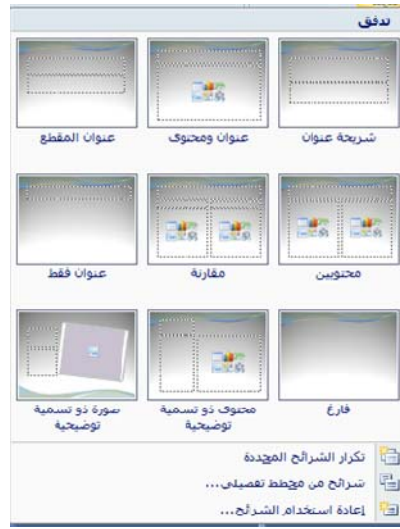 تدفق
شريحة عنوان
عنوان ومحتوى
عنوان المقطع
محتويين
مقارنة
عنوان فقط
فارغ
محتوى ذو تسمية
توضيحية
صورة ذو تسمية
توضيحية
تكرار الشرائح المحددة
شرائح من مخطط تفصيلي...
إعادة استخدام الشرائح...